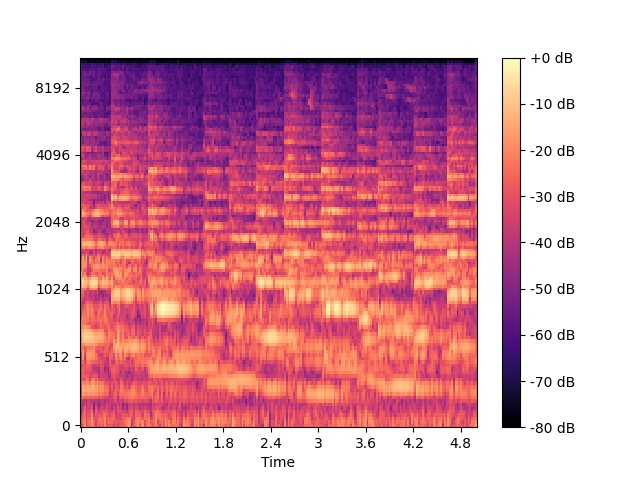 8192
4096
2048
1024
512
0
Hz
0 0.6 1.2 1.8 2.4 3 3.6 4.2 4.8
Time
+0 dB
-10 dB
-20 dB
-30 dB
-40 dB
-50 dB
-60 dB
-70 dB
-80 dB